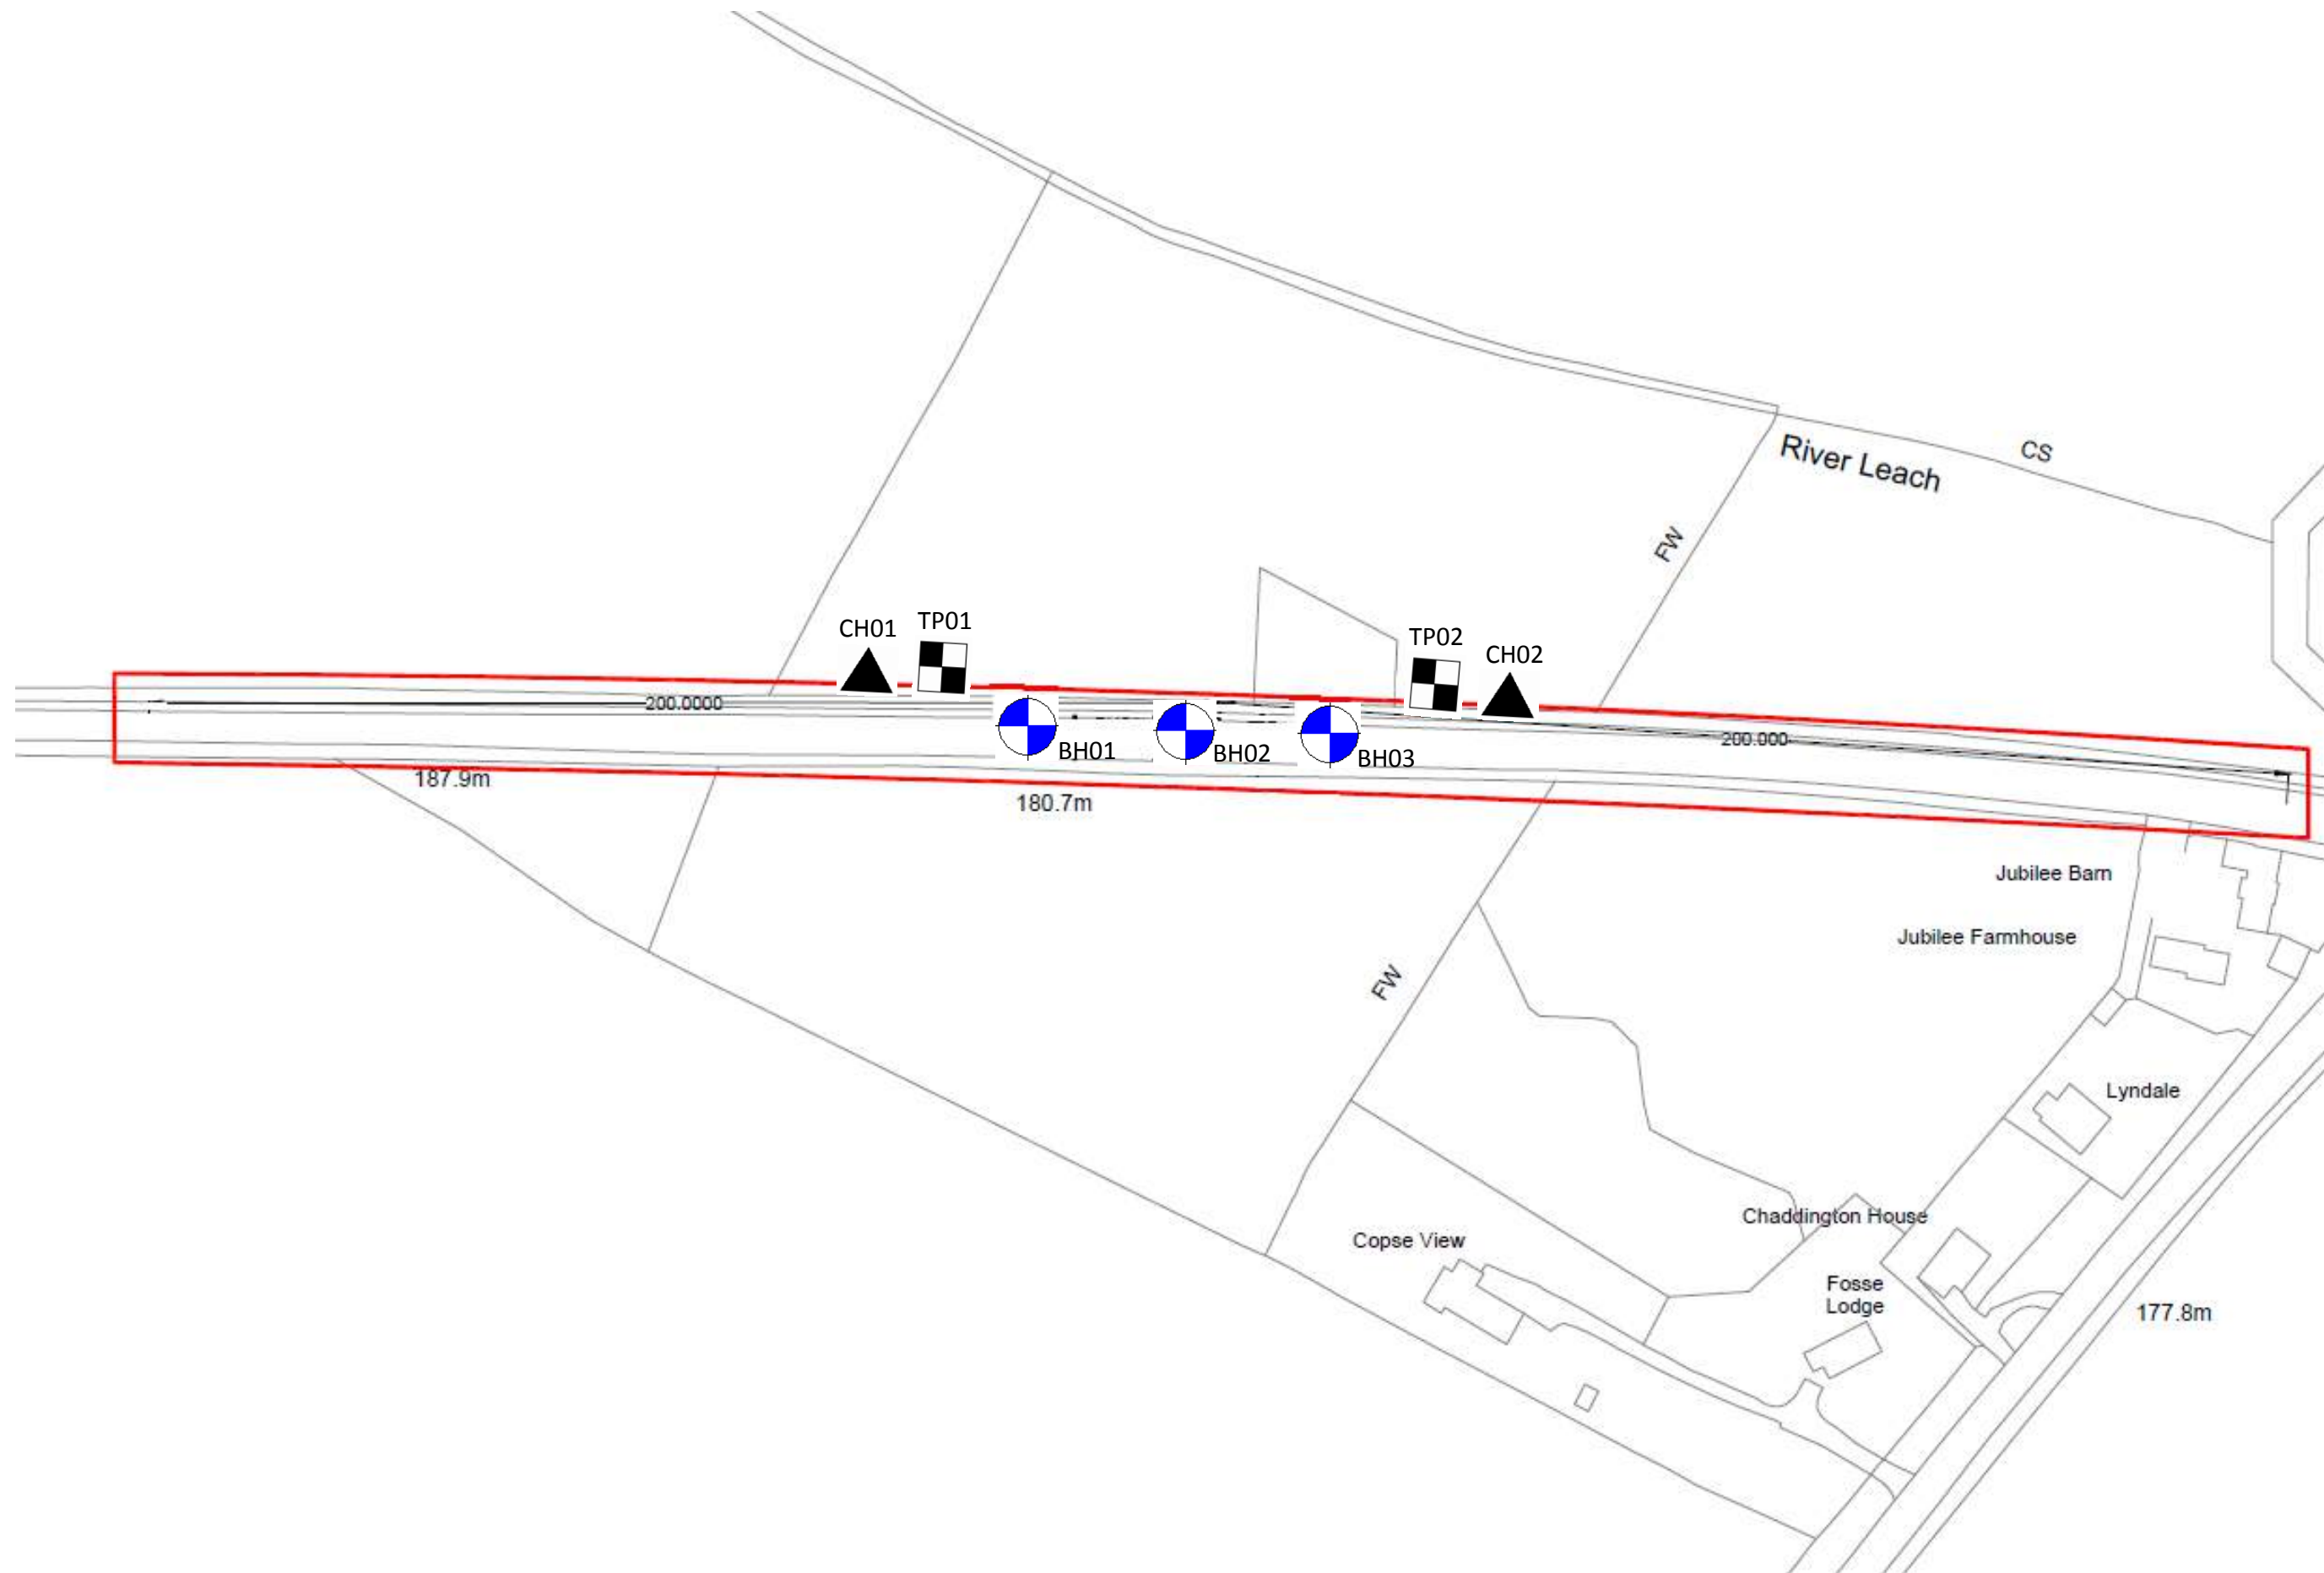 CS
River Leach
FW
TP01
CH01
TP02
CH02
200.0000
200.000
BH01
BH02
BH03
187.9m
180.7m
Jubilee Barn
Jubilee Farmhouse
FW
Lyndale
Chaddington House
Copse View
Fosse
Lodge
177.8m